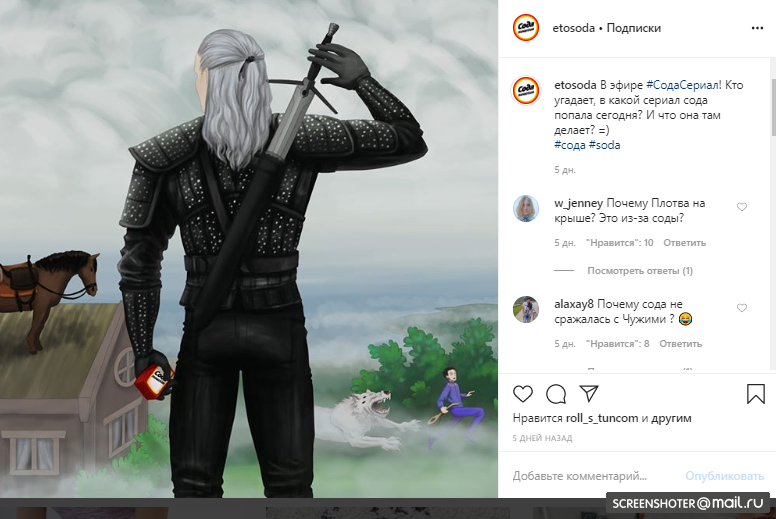 Сода
etosoda • Подписки
Сода
etosoda В эфире #СодаСериал! Кто
угадает, в какой сериал сода
попала сегодня? И что она там
делает? =)
#сода #soda
5 дн.
w_jenney Почему Плотва на
крыше? Это из-за соды?
5 дн. "Нравится": 10 Ответить
Посмотреть ответы (1)
alaxay8 Почему сода не
сражалась с Чужими ? 😂
5 дн. "Нравится": 8 Ответить
Сода
Нравится roll_s_tuncom и другим
5 ДНЕЙ НАЗАД
Добавьте комментарий...
Опубликовать
SCREENSHOTER@mail.ru